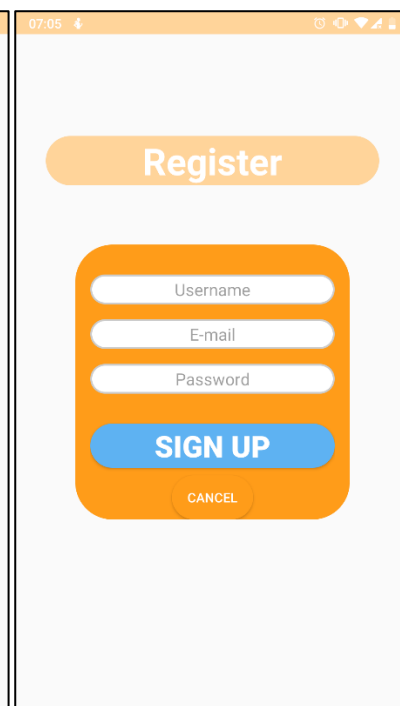 07:05
Register
Username
E-mail
Password
SIGN UP
CANCEL